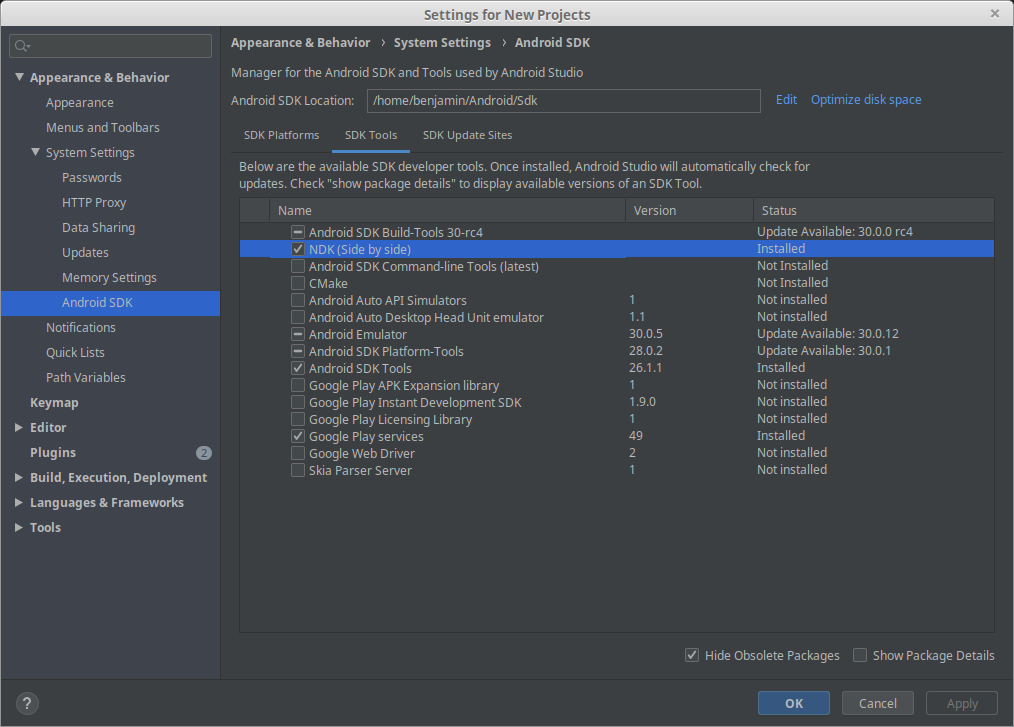 Settings for New Projects
Appearance & Behavior
Appearance
Menus and Toolbars
System Settings
Passwords
HTTP Proxy
Data Sharing
Updates
Memory Settings
Android SDK
Notifications
Quick Lists
Path Variables
Keymap
Editor
Plugins 2
Build, Execution, Deployment
Languages & Frameworks
Tools
Appearance & Behavior › System Settings › Android SDK
Manager for the Android SDK and Tools used by Android Studio
Android SDK Location: /home/benjamin/Android/Sdk Edit Optimize disk space
SDK Platforms SDK Tools SDK Update Sites
Below are the available SDK developer tools. Once installed, Android Studio will automatically check for
updates. Check "show package details" to display available versions of an SDK Tool.
Name Version Status
Android SDK Build-Tools 30-rc4 Update Available: 30.0.0 rc4
NDK (Side by side) Installed
Android SDK Command-line Tools (latest) Not Installed
CMake Not Installed
Android Auto API Simulators 1 Not installed
Android Auto Desktop Head Unit emulator 1.1 Not installed
Android Emulator 30.0.5 Update Available: 30.0.12
Android SDK Platform-Tools 28.0.2 Update Available: 30.0.1
Android SDK Tools 26.1.1 Installed
Google Play APK Expansion library 1 Not installed
Google Play Instant Development SDK 1.9.0 Not installed
Google Play Licensing Library 1 Not installed
Google Play services 49 Installed
Google Web Driver 2 Not installed
Skia Parser Server 1 Not installed
Hide Obsolete Packages Show Package Details
? OK Cancel Apply